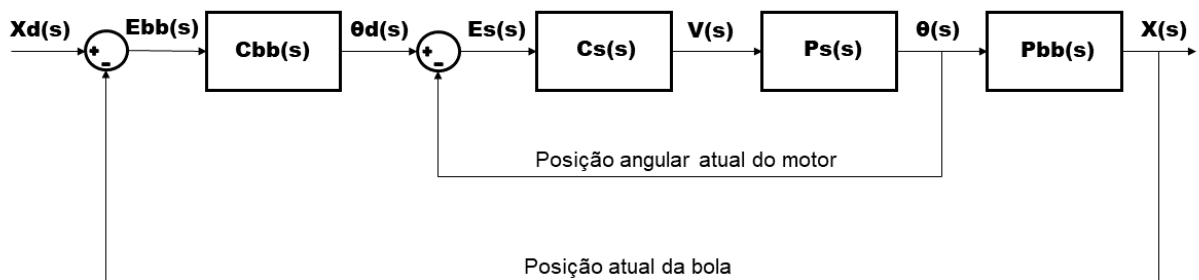 Xd(s)
+
-
Ebb(s)
Cbb(s)
θd(s)
+
-
Es(s)
Cs(s)
V(s)
Ps(s)
θ(s)
Pbb(s)
X(s)
Posição angular atual do motor
Posição atual da bola